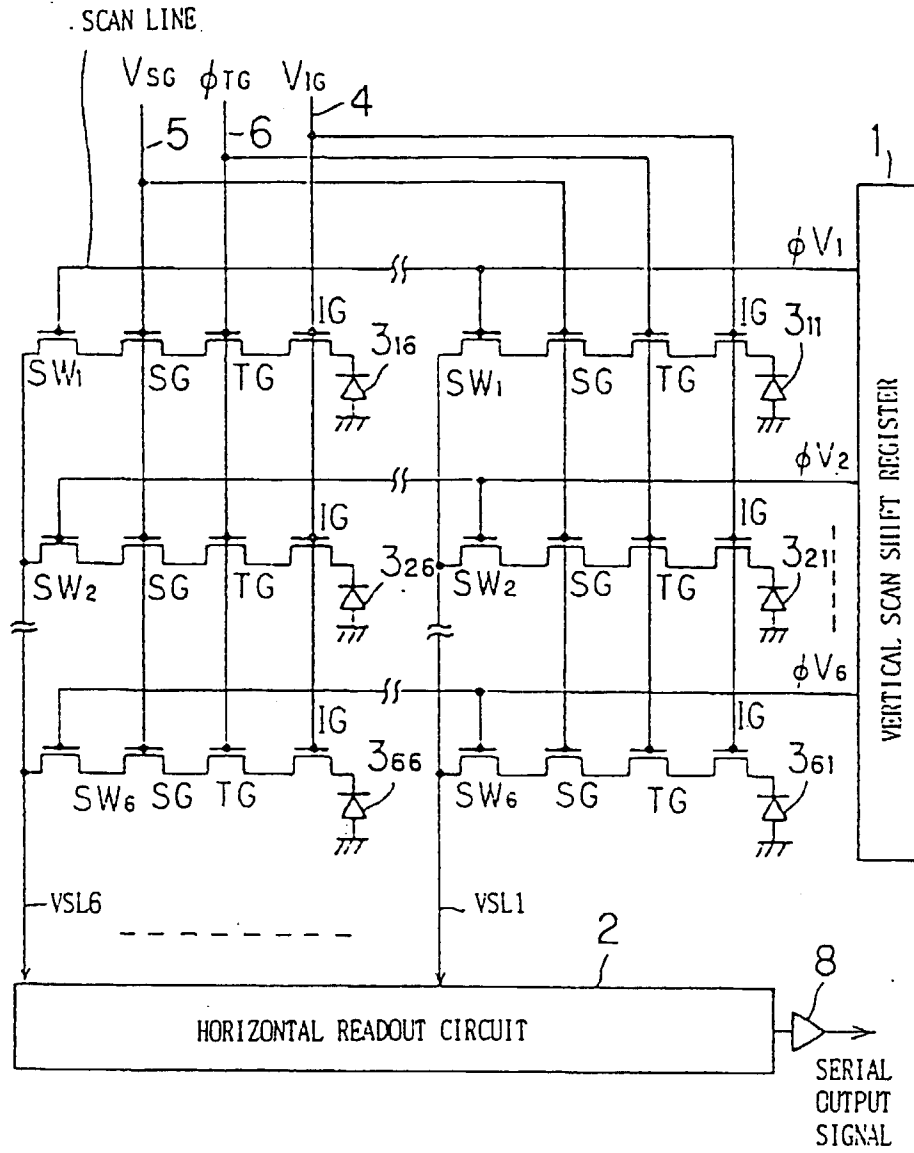 SCAN LINE
VSG φTG VIG
5 6 4
1
φV1
IG IG
316 311
SW1 SG TG SW1 SG TG
φV2
IG IG
326 321
SW2 SG TG SW2 SG TG
φV6
IG IG
366 361
SW6 SG TG SW6 SG TG
VERTICAL SCAN SHIFT REGISTER
VSL6 VSL1
2
8
HORIZONTAL READOUT CIRCUIT
SERIAL
OUTPUT
SIGNAL